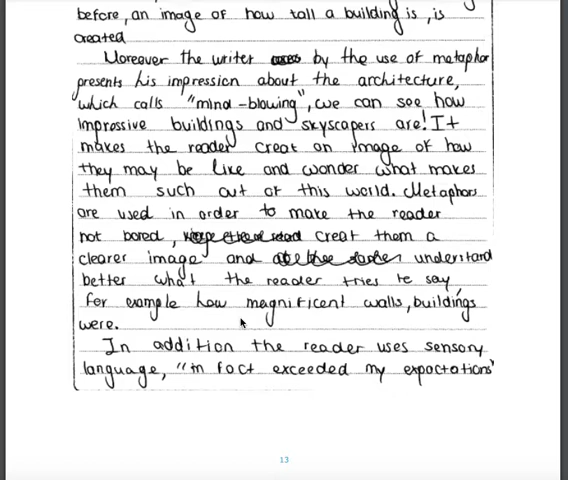 before, an image of how tall a building is , is
created
Moreover the writer by the use of metaphor
presents his impression about the architecture,
which calls "mind-blowing", we can see how
impressive buildings and skyscapers are! It
makes the reader creat an image of how
they may be like and wonder what makes
them such out of this world. Metaphors
are used in order to make the reader
not bored, creat them a
clearer image and understard
better what the reader tries to say,
for example how magnificent walls, buildings
were.
In addition the reader uses sensory
language, "in fact exceeded my expectations"
13